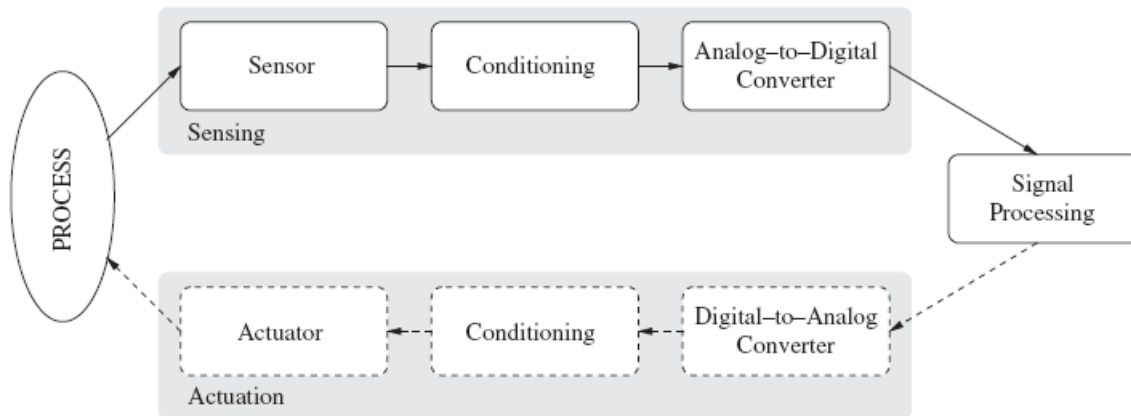 Sensor
Conditioning
Analog–to–Digital
Converter
Sensing
PROCESS
Signal
Processing
Actuator
Conditioning
Digital–to–Analog
Converter
Actuation